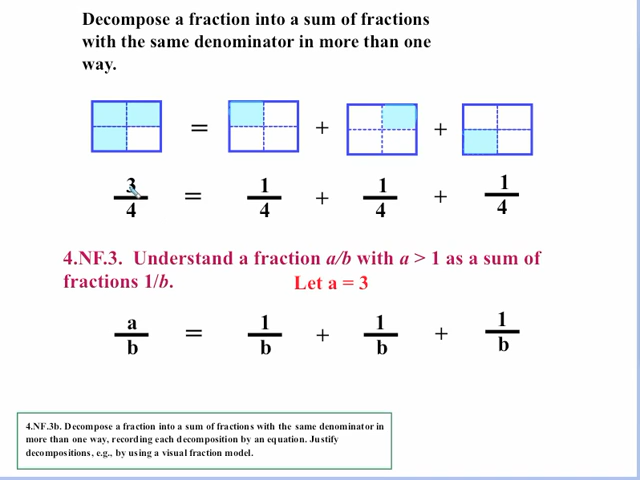 Decompose a fraction into a sum of fractions
with the same denominator in more than one
way.
= + +
3/4 = 1/4 + 1/4 + 1/4
4.NF.3. Understand a fraction a/b with a > 1 as a sum of
fractions 1/b.
Let a = 3
a/b = 1/b + 1/b + 1/b
4.NF.3b. Decompose a fraction into a sum of fractions with the same denominator in
more than one way, recording each decomposition by an equation. Justify
decompositions, e.g., by using a visual fraction model.